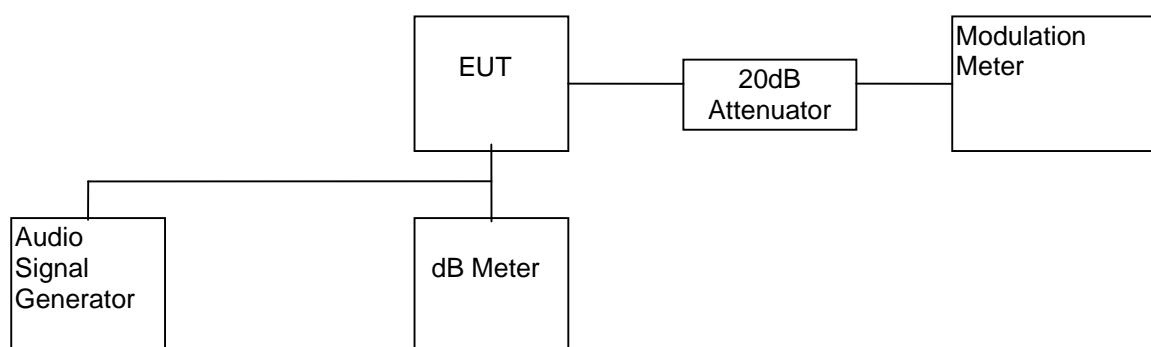 EUT
20dB
Attenuator
Modulation
Meter
Audio
Signal
Generator
dB Meter